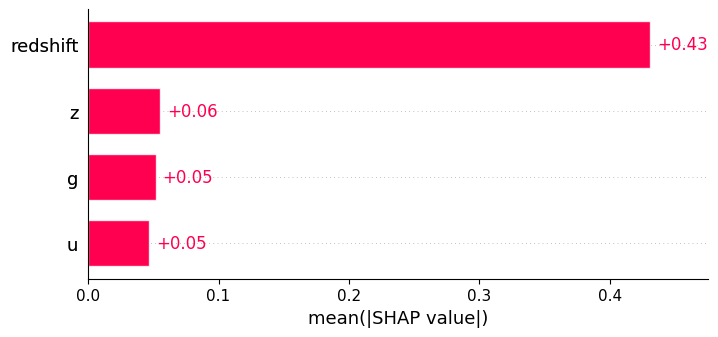 redshift +0.43
z +0.06
g +0.05
u +0.05
0.0 0.1 0.2 0.3 0.4
mean(|SHAP value|)